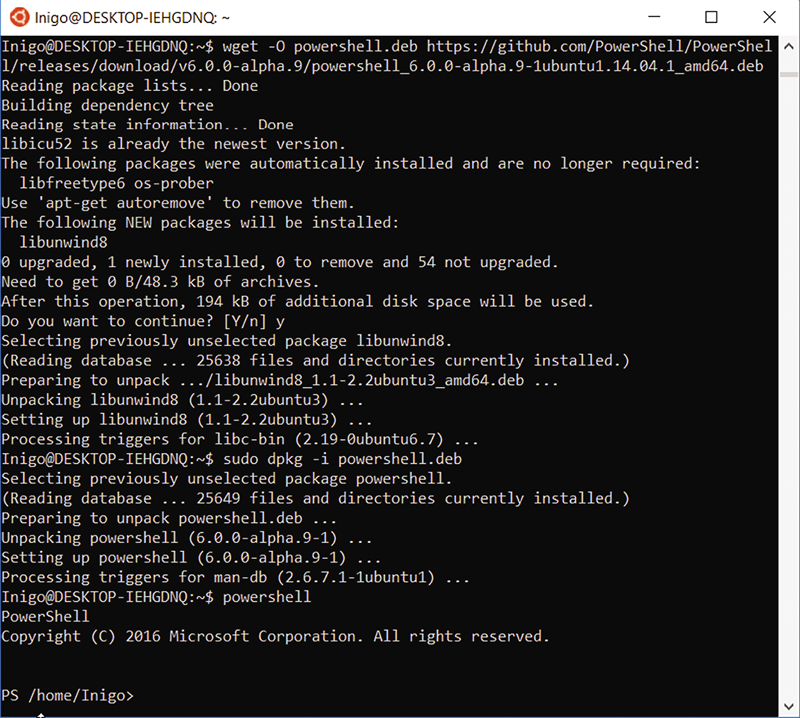 Inigo@DESKTOP-IEHGDNQ: ~
Inigo@DESKTOP-IEHGDNQ:~$ wget -O powershell.deb https://github.com/PowerShell/PowerShel
l/releases/download/v6.0.0-alpha.9/powershell_6.0.0-alpha.9-1ubuntu1.14.04.1_amd64.deb
Reading package lists... Done
Building dependency tree
Reading state information... Done
libicu52 is already the newest version.
The following packages were automatically installed and are no longer required:
  libfreetype6 os-prober
Use 'apt-get autoremove' to remove them.
The following NEW packages will be installed:
  libunwind8
0 upgraded, 1 newly installed, 0 to remove and 54 not upgraded.
Need to get 0 B/48.3 kB of archives.
After this operation, 194 kB of additional disk space will be used.
Do you want to continue? [Y/n] y
Selecting previously unselected package libunwind8.
(Reading database ... 25638 files and directories currently installed.)
Preparing to unpack .../libunwind8_1.1-2.2ubuntu3_amd64.deb ...
Unpacking libunwind8 (1.1-2.2ubuntu3) ...
Setting up libunwind8 (1.1-2.2ubuntu3) ...
Processing triggers for libc-bin (2.19-0ubuntu6.7) ...
Inigo@DESKTOP-IEHGDNQ:~$ sudo dpkg -i powershell.deb
Selecting previously unselected package powershell.
(Reading database ... 25649 files and directories currently installed.)
Preparing to unpack powershell.deb ...
Unpacking powershell (6.0.0-alpha.9-1) ...
Setting up powershell (6.0.0-alpha.9-1) ...
Processing triggers for man-db (2.6.7.1-1ubuntu1) ...
Inigo@DESKTOP-IEHGDNQ:~$ powershell
PowerShell
Copyright (C) 2016 Microsoft Corporation. All rights reserved.
PS /home/Inigo>